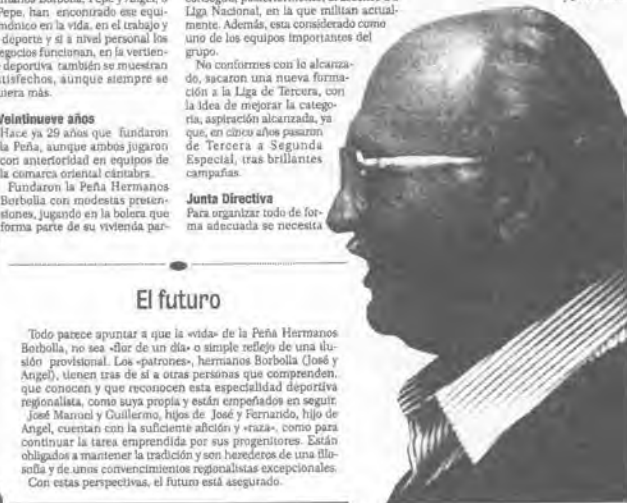 Pepe, han encontrado ese equi-
mónico en la vida, en el trabajo y
deporte y si a nivel personal los
egocios funcionan, en la vertien-
deportiva también se muestran
tisfechos, aunque siempre se
iera más.
Veintinueve años
Hace ya 29 años que fundaron
la Peña, aunque ambos jugaron
con anterioridad en equipos de
la comarca oriental cántabra.
Fundaron la Peña Hermanos
Borbolla con modestas preten-
siones, jugando en la bolera que
forma parte de su vivienda par-
Liga Nacional, en la que militan actual-
mente. Además, esta considerado como
uno de los equipos importantes del
grupo.
No conformes con lo alcanza-
do, sacaron una nueva forma-
ción a la Liga de Tercera, con
la idea de mejorar la catego-
ría, aspiración alcanzada, ya
que, en cinco años pasaron
de Tercera a Segunda
Especial, tras brillantes
campañas.
Junta Directiva
Para organizar todo de for-
ma adecuada se necesita
El futuro
Todo parece apuntar a que la «vida» de la Peña Hermanos
Borbolla, no sea «flor de un día» o simple reflejo de una ilu-
sión provisional. Los «patrones», hermanos Borbolla (José y
Angel), tienen tras de sí a otras personas que comprenden,
que conocen y que reconocen esta especialidad deportiva
regionalista, como suya propia y están empeñados en seguir.
José Manuel y Guillermo, hijos de José y Fernando, hijo de
Angel, cuentan con la suficiente afición y «raza», como para
continuar la tarea emprendida por sus progenitores. Están
obligados a mantener la tradición y son herederos de una filo-
sofía y de unos convencimientos regionalistas excepcionales.
Con estas perspectivas, el futuro está asegurado.